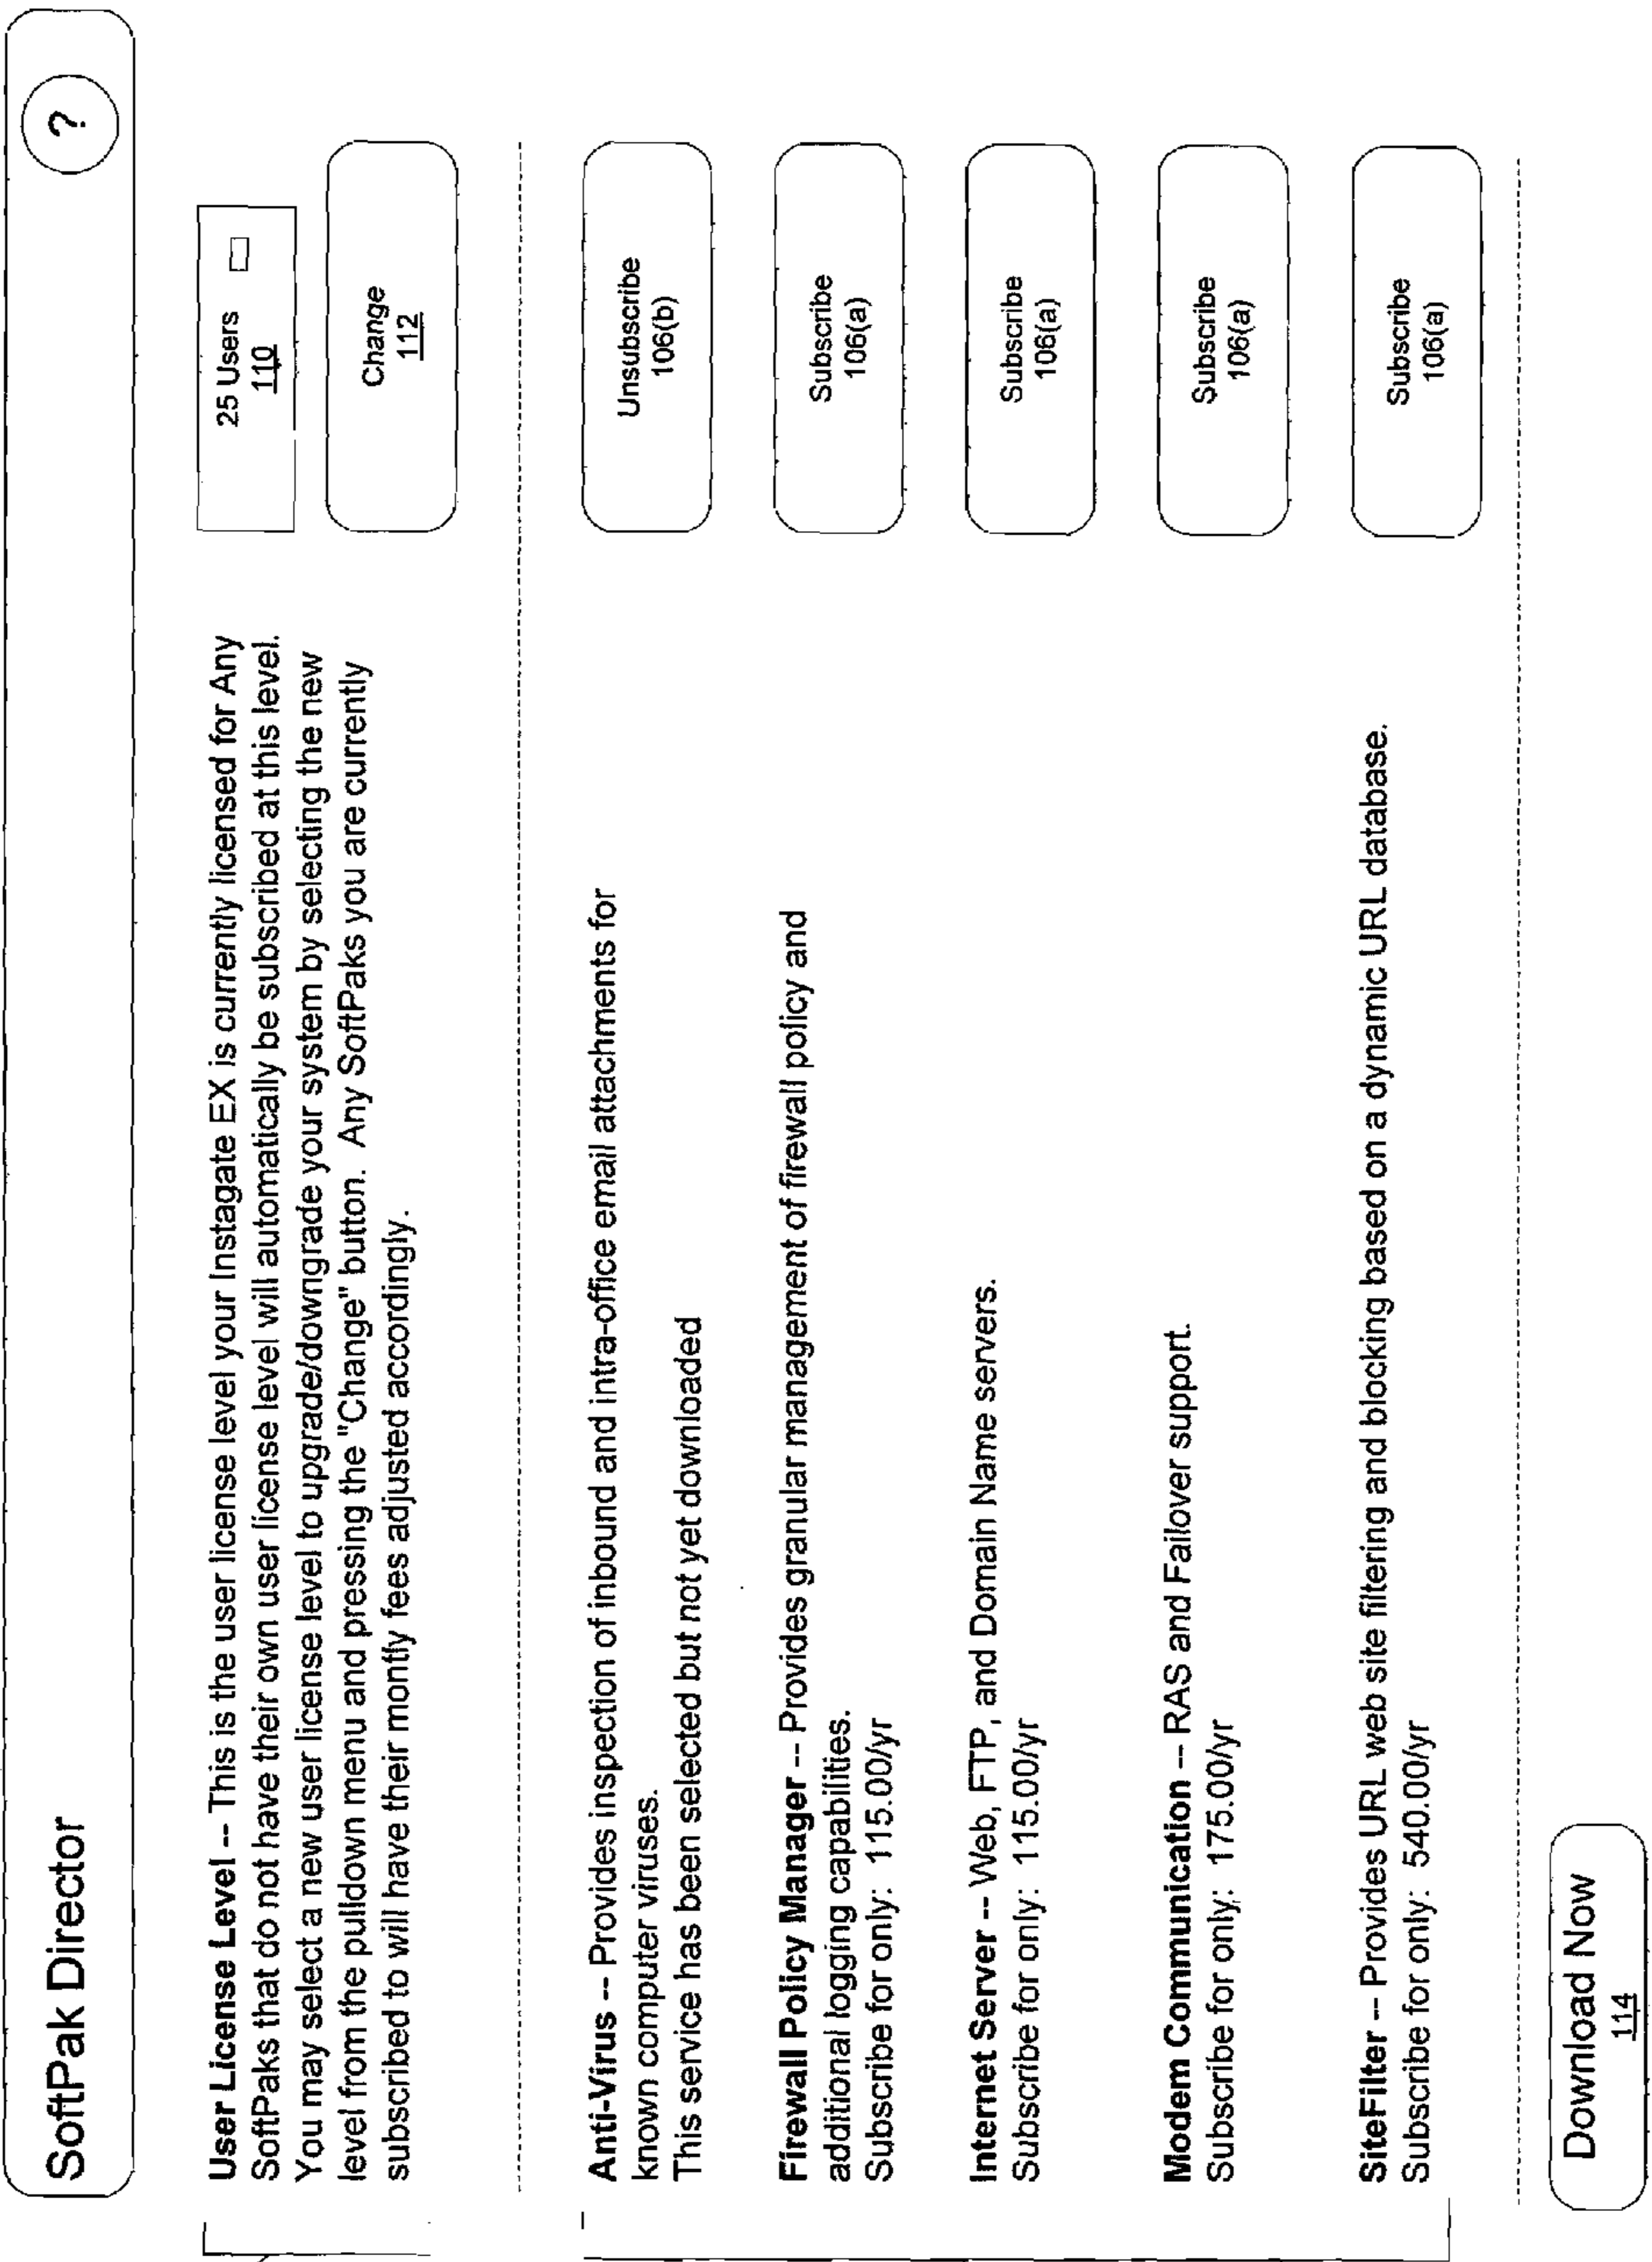 SoftPak Director
?
User License Level -- This is the user license level your Instagate EX is currently licensed for Any
SoftPaks that do not have their own user license level will automatically be subscribed at this level.
You may select a new user license level to upgrade/downgrade your system by selecting the new
level from the pulldown menu and pressing the "Change" button. Any SoftPaks you are currently
subscribed to will have their montly fees adjusted accordingly.
25 Users
110
Change
112
Anti-Virus -- Provides inspection of inbound and intra-office email attachments for
known computer viruses.
This service has been selected but not yet downloaded
Unsubscribe
106(b)
Firewall Policy Manager -- Provides granular management of firewall policy and
additional logging capabilities.
Subscribe for only: 115.00/yr
Subscribe
106(a)
Internet Server -- Web, FTP, and Domain Name servers.
Subscribe for only: 115.00/yr
Subscribe
106(a)
Modem Communication -- RAS and Failover support.
Subscribe for only: 175.00/yr
Subscribe
106(a)
SiteFilter -- Provides URL web site filtering and blocking based on a dynamic URL database.
Subscribe for only: 540.00/yr
Subscribe
106(a)
Download Now
114